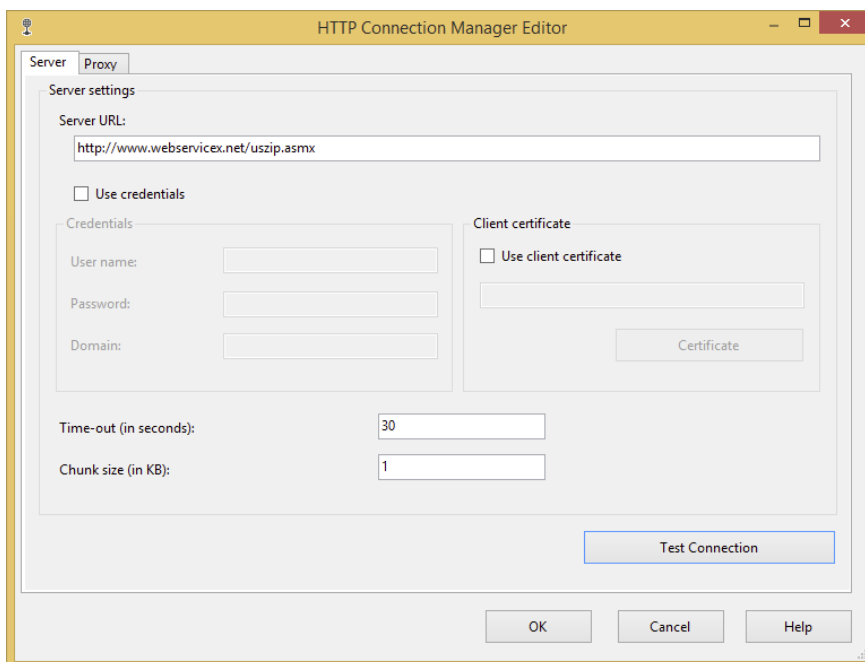 HTTP Connection Manager Editor
Server Proxy
Server settings
Server URL:
http://www.webservicex.net/uszip.asmx
Use credentials
Credentials Client certificate
User name: Use client certificate
Password:
Domain: Certificate
Time-out (in seconds): 30
Chunk size (in KB): 1
Test Connection
OK Cancel Help